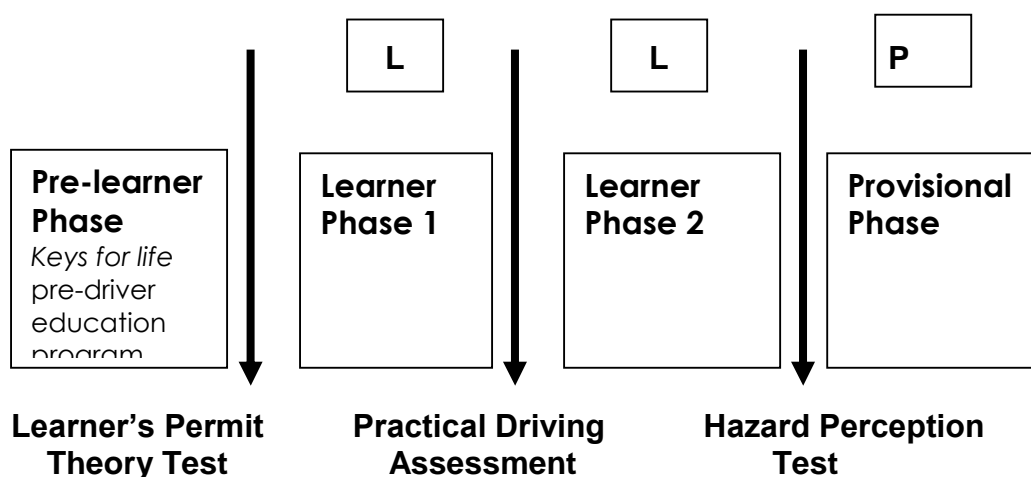 L
L
P
Pre-learner
Phase
Keys for life
pre-driver
education
program
Learner
Phase 1
Learner
Phase 2
Provisional
Phase
Learner’s Permit
Theory Test
Practical Driving
Assessment
Hazard Perception
Test